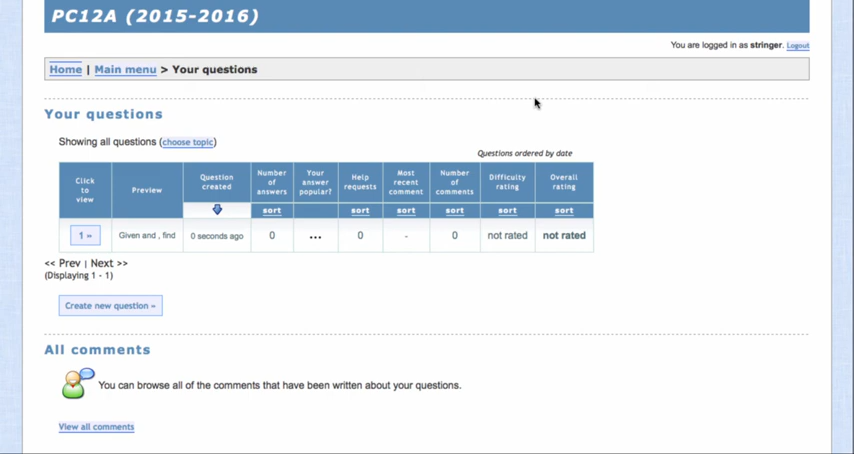 PC12A (2015-2016)
You are logged in as stringer. Logout
Home | Main menu > Your questions
Your questions
Showing all questions (choose topic)
Questions ordered by date
Click to view
Preview
Question created
Number of answers
Your answer popular?
Help requests
Most recent comment
Number of comments
Difficulty rating
Overall rating
sort sort sort sort sort sort
1 » Given and , find 0 seconds ago 0 ... 0 - 0 not rated not rated
<< Prev | Next >>
(Displaying 1 - 1)
Create new question »
All comments
You can browse all of the comments that have been written about your questions.
View all comments